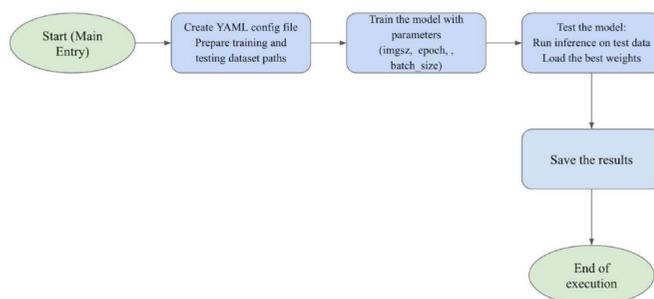 Start (Main
Entry)
Create YAML config file
Prepare training and
testing dataset paths
Train the model with
parameters
(imgsz,  epoch, ,
batch_size)
Test the model:
Run inference on test data
Load the best weights
Save the results
End of
execution